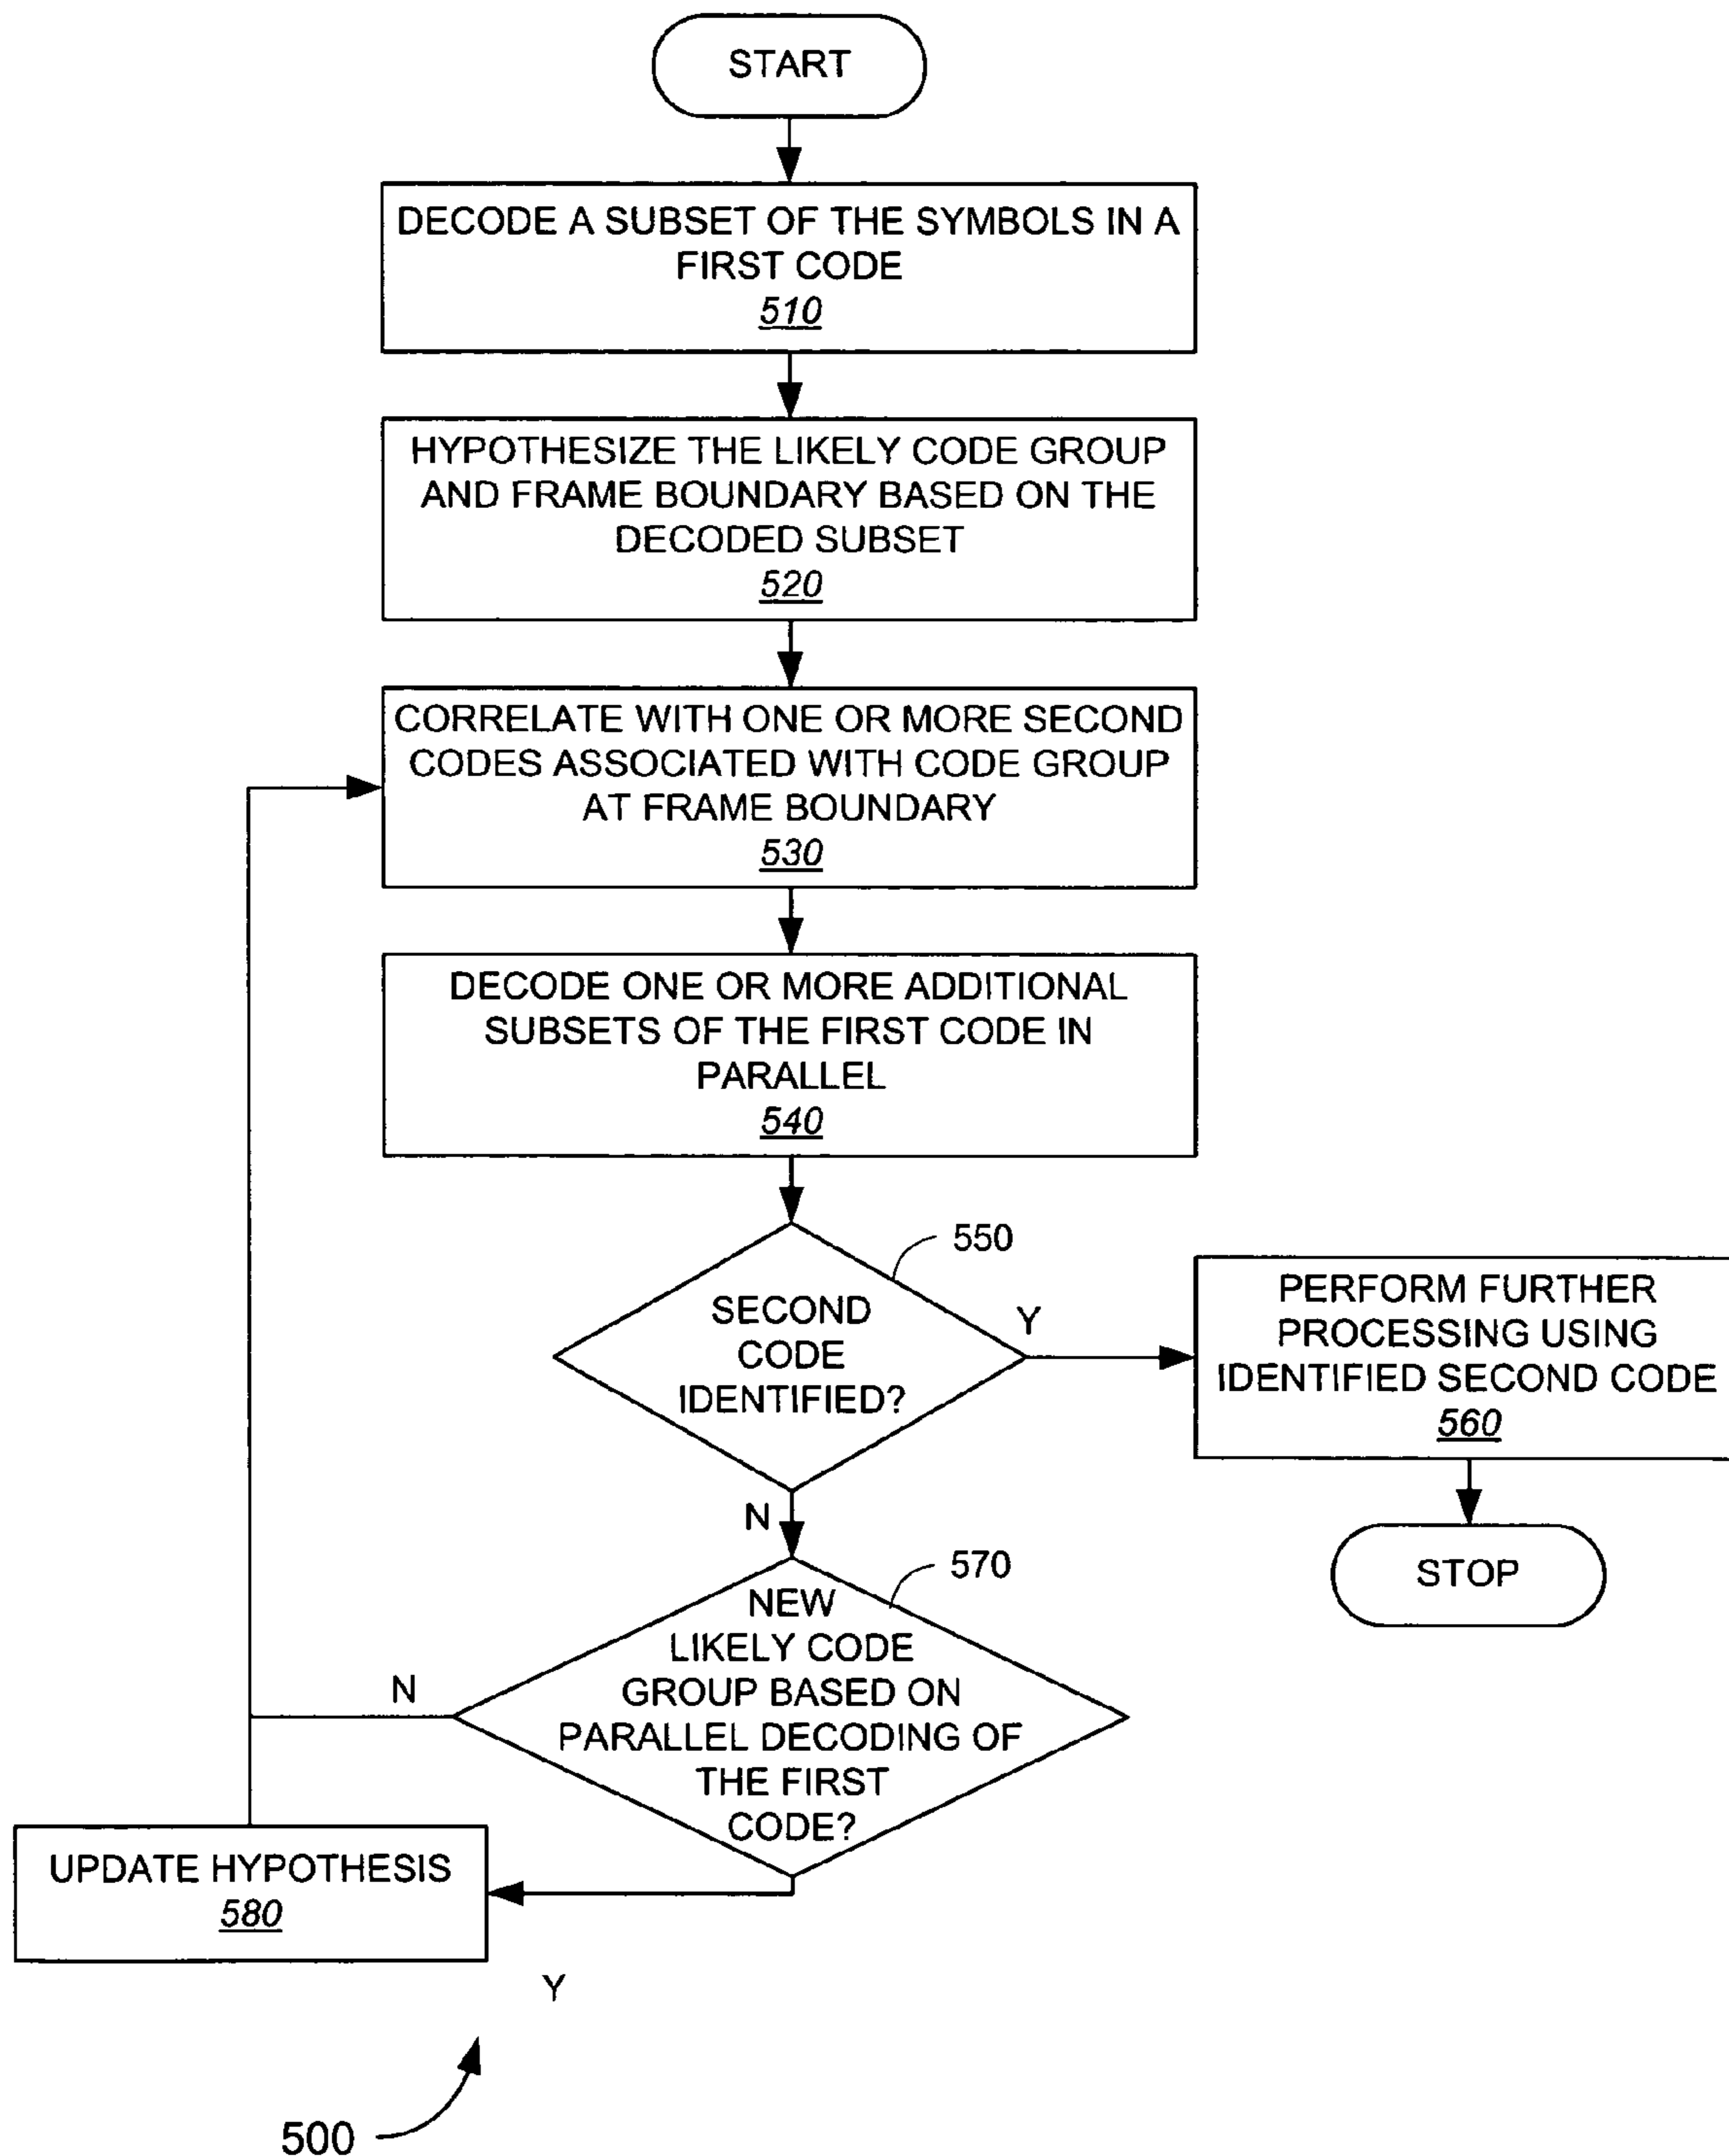 START
DECODE A SUBSET OF THE SYMBOLS IN A
FIRST CODE
510
HYPOTHESIZE THE LIKELY CODE GROUP
AND FRAME BOUNDARY BASED ON THE
DECODED SUBSET
520
CORRELATE WITH ONE OR MORE SECOND
CODES ASSOCIATED WITH CODE GROUP
AT FRAME BOUNDARY
530
DECODE ONE OR MORE ADDITIONAL
SUBSETS OF THE FIRST CODE IN
PARALLEL
540
550
SECOND
CODE
IDENTIFIED?
Y
PERFORM FURTHER
PROCESSING USING
IDENTIFIED SECOND CODE
560
STOP
N
570
NEW
LIKELY CODE
GROUP BASED ON
PARALLEL DECODING OF
THE FIRST
CODE?
N
UPDATE HYPOTHESIS
580
Y
500